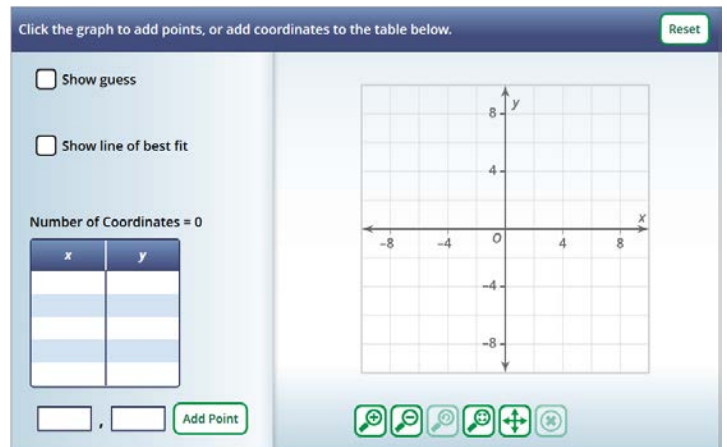 Click the graph to add points, or add coordinates to the table below.
Reset
Show guess
Show line of best fit
Number of Coordinates = 0
x y
, Add Point
y
8
4
x
-8 -4 O 4 8
-4
-8